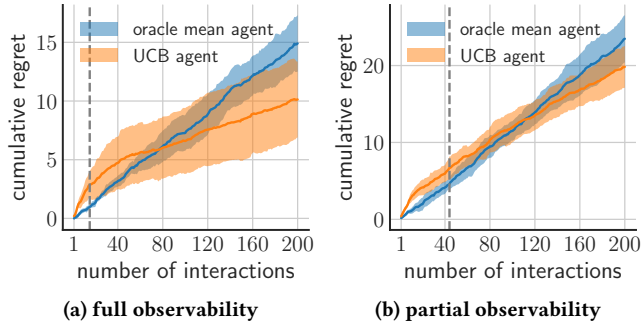 oracle mean agent
UCB agent
15
10
5
0
cumulative regret
1 40 80 120 160 200
number of interactions
(a) full observability
oracle mean agent
UCB agent
20
10
0
cumulative regret
1 40 80 120 160 200
number of interactions
(b) partial observability